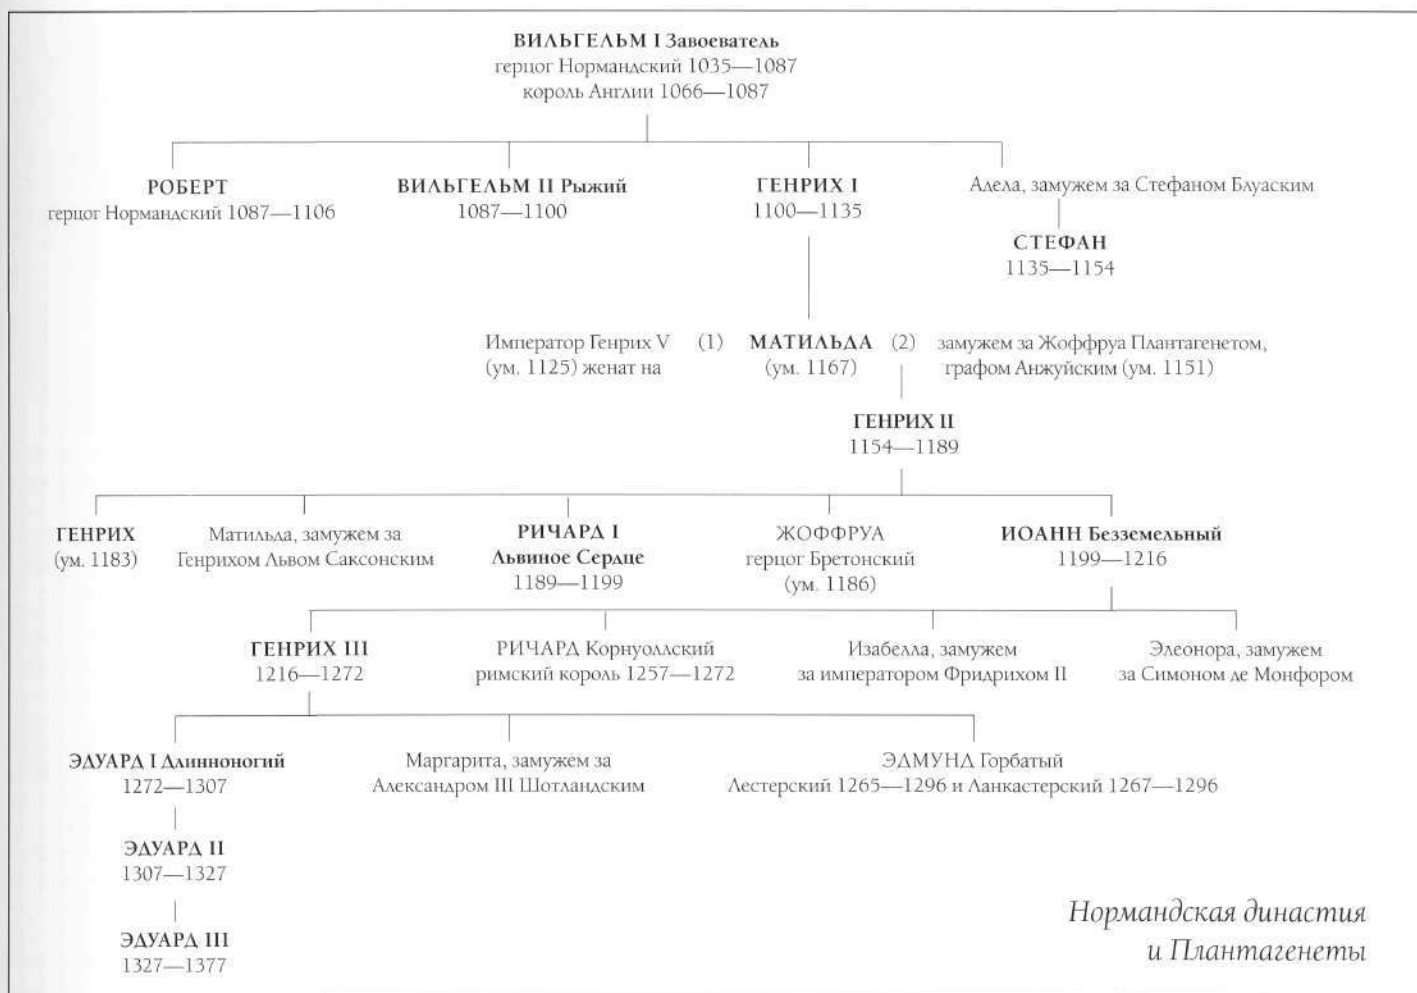 ВИЛЬГЕЛЬМ I Завоеватель
герцог Нормандский 1035—1087
король Англии 1066—1087
РОБЕРТ
герцог Нормандский 1087—1106
ВИЛЬГЕЛЬМ II Рыжий
1087—1100
ГЕНРИХ I
1100—1135
Адела, замужем за Стефаном Блуаским
СТЕФАН
1135—1154
Император Генрих V (1) МАТИЛЬДА (2) замужем за Жоффруа Плантагенетом,
(ум. 1125) женат на (ум. 1167) графом Анжуйским (ум. 1151)
ГЕНРИХ II
1154—1189
ГЕНРИХ
(ум. 1183)
Матильда, замужем за
Генрихом Львом Саксонским
РИЧАРД I
Львиное Сердце
1189—1199
ЖОФФРУА
герцог Бретонский
(ум. 1186)
ИОАНН Безземельный
1199—1216
ГЕНРИХ III
1216—1272
РИЧАРД Корнуоллский
римский король 1257—1272
Изабелла, замужем
за императором Фридрихом II
Элеонора, замужем
за Симоном де Монфором
ЭДУАРД I Длинноногий
1272—1307
Маргарита, замужем за
Александром III Шотландским
ЭДМУНД Горбатый
Лестерский 1265—1296 и Ланкастерский 1267—1296
ЭДУАРД II
1307—1327
ЭДУАРД III
1327—1377
Нормандская династия
и Плантагенеты